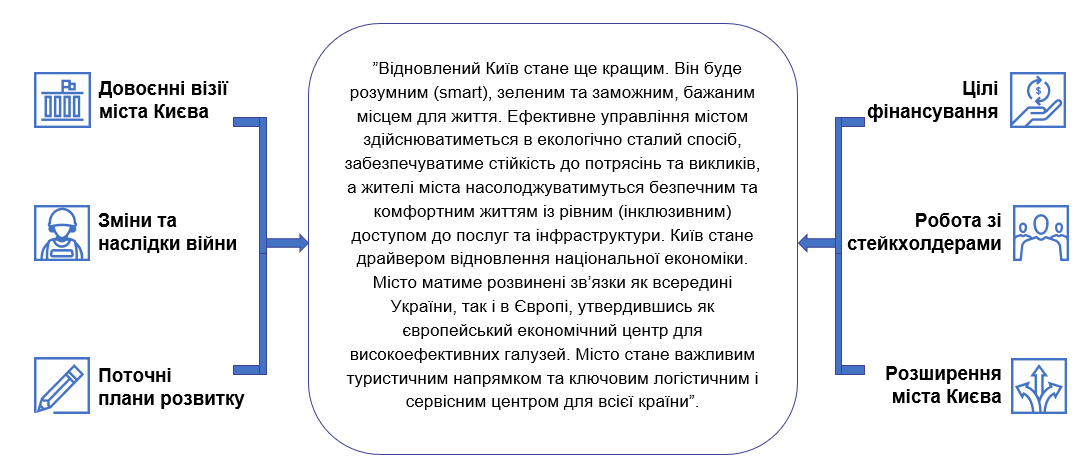 Довоєнні візії
міста Києва
Зміни та
наслідки війни
Поточні
плани розвитку
”Відновлений Київ стане ще кращим. Він буде
розумним (smart), зеленим та заможним, бажаним
місцем для життя. Ефективне управління містом
здійснюватиметься в екологічно сталий спосіб,
забезпечуватиме стійкість до потрясінь та викликів,
а жителі міста насолоджуватимуться безпечним та
комфортним життям із рівним (інклюзивним)
доступом до послуг та інфраструктури. Київ стане
драйвером відновлення національної економіки.
Місто матиме розвинені зв’язки як всередині
України, так і в Європі, утвердившись як
європейський економічний центр для
високоефективних галузей. Місто стане важливим
туристичним напрямком та ключовим логістичним і
сервісним центром для всієї країни”.
Цілі
фінансування
$
Робота зі
стейкхолдерами
Розширення
міста Києва